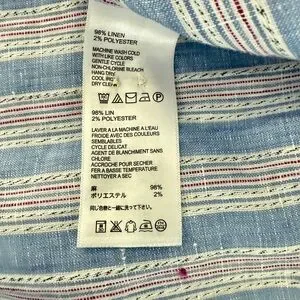 98% LINEN
2% POLYESTER
MACHINE WASH COLD
WITH LIKE COLORS
GENTLE CYCLE
NON-CHLORINE BLEACH
HANG DRY
COOL IRON
DRY CLEAN
98% LIN
2% POLYESTER
LAVER A LA MACHINE A L'EAU
FROIDE AVEC DES COULEURS
SEMBLABLES
CYCLE DELICAT
AGENT DE BLANCHIMENT SANS
CHLORE
ACCROCHE POUR SECHER
FER A BASSE TEMPERATURE
NETTOYER A SEC
麻 98%
ポリエステル 2%